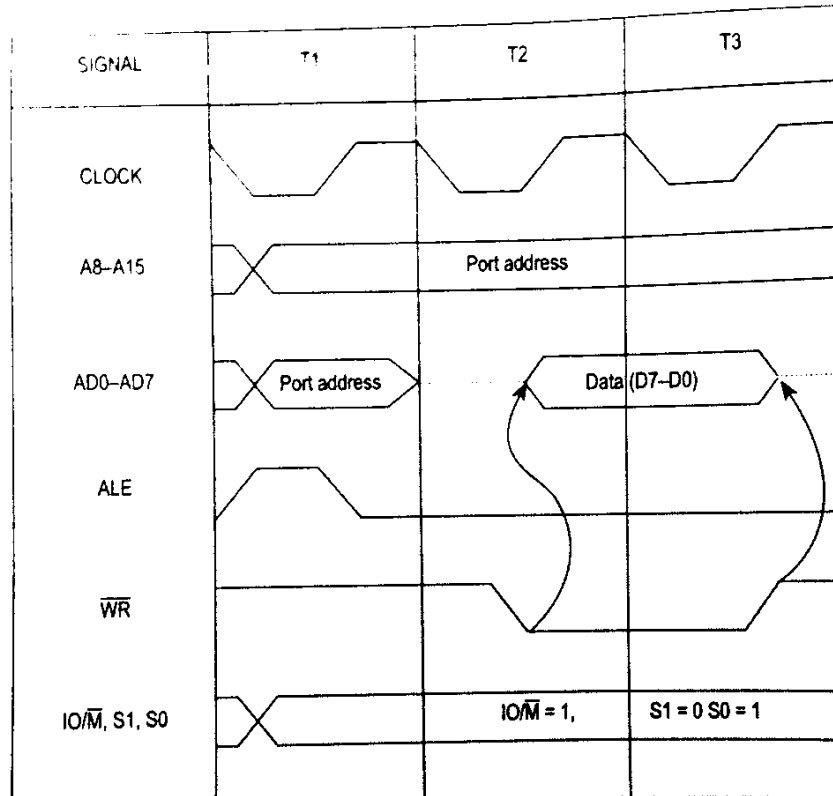 SIGNAL T1 T2 T3
CLOCK
A8–A15 Port address
AD0–AD7 Port address Data (D7–D0)
ALE
W̅R̅
IO/M̅, S1, S0 IO/M̅ = 1, S1 = 0 S0 = 1